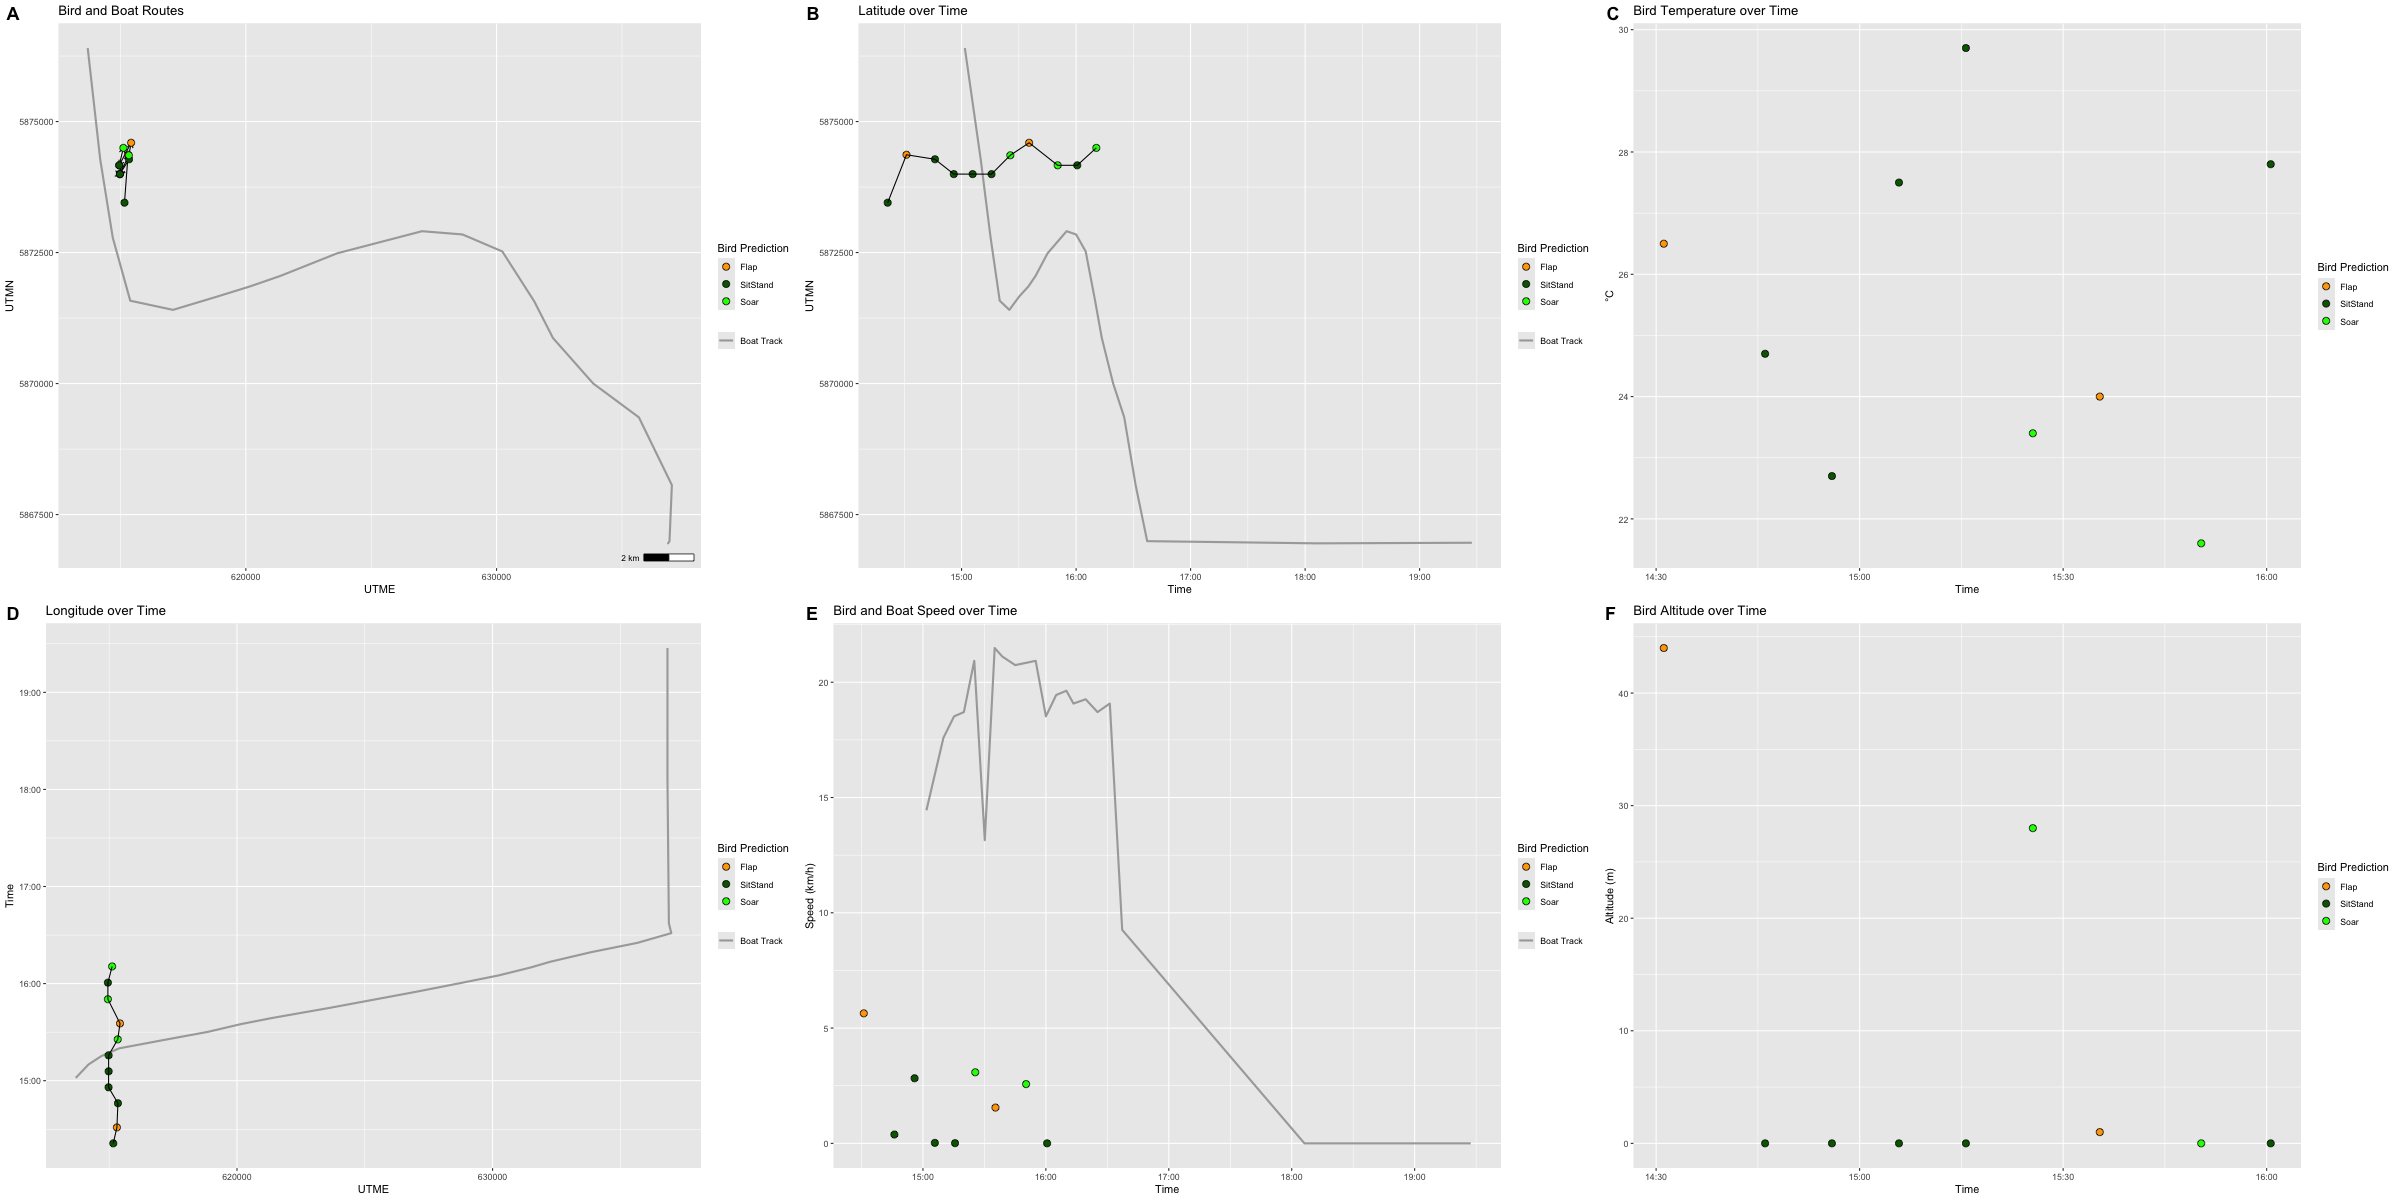 A
Bird and Boat Routes
5875000
5872500
5870000
5867500
UTMN
620000
630000
UTME
2 km
Bird Prediction
Flap
SitStand
Soar
Boat Track
B
Latitude over Time
5875000
5872500
5870000
5867500
UTMN
15:00
16:00
17:00
18:00
19:00
Time
Bird Prediction
Flap
SitStand
Soar
Boat Track
C
Bird Temperature over Time
30
28
26
24
22
°C
14:30
15:00
15:30
16:00
Time
Bird Prediction
Flap
SitStand
Soar
D
Longitude over Time
19:00
18:00
17:00
16:00
15:00
Time
620000
630000
UTME
Bird Prediction
Flap
SitStand
Soar
Boat Track
E
Bird and Boat Speed over Time
20
15
10
5
0
Speed (km/h)
15:00
16:00
17:00
18:00
19:00
Time
Bird Prediction
Flap
SitStand
Soar
Boat Track
F
Bird Altitude over Time
40
30
20
10
0
Altitude (m)
14:30
15:00
15:30
16:00
Time
Bird Prediction
Flap
SitStand
Soar